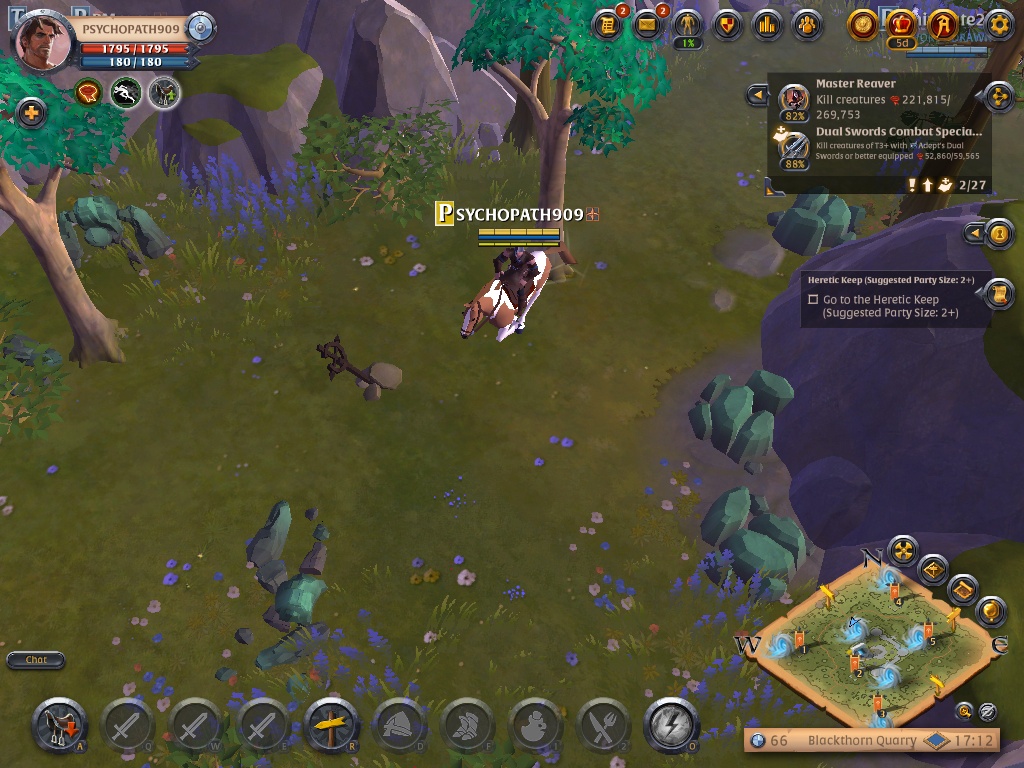 PSYCHOPATH909
1795/1795
180/180
2
2
1%
5d
Master Reaver
Kill creatures 221,815/
269,753
82%
Dual Swords Combat Specia...
Kill creatures of T3+ with Adept's Dual
Swords or better equipped 52,860/59,565
88%
2/27
PSYCHOPATH909
Heretic Keep (Suggested Party Size: 2+)
Go to the Heretic Keep
(Suggested Party Size: 2+)
N
W
E
4
1
5
2
3
Chat
A
Q
W
E
R
D
F
1
2
O
66 Blackthorn Quarry 17:12